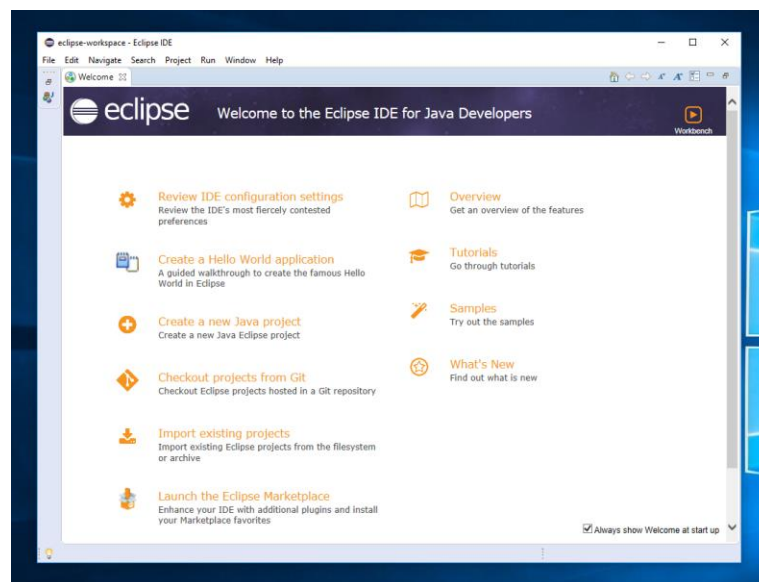 eclipse-workspace - Eclipse IDE
File Edit Navigate Search Project Run Window Help
Welcome
eclipse Welcome to the Eclipse IDE for Java Developers
Workbench
Review IDE configuration settings
Review the IDE's most fiercely contested
preferences
Overview
Get an overview of the features
Create a Hello World application
A guided walkthrough to create the famous Hello
World in Eclipse
Tutorials
Go through tutorials
Create a new Java project
Create a new Java Eclipse project
Samples
Try out the samples
Checkout projects from Git
Checkout Eclipse projects hosted in a Git repository
What's New
Find out what is new
Import existing projects
Import existing Eclipse projects from the filesystem
or archive
Launch the Eclipse Marketplace
Enhance your IDE with additional plugins and install
your Marketplace favorites
Always show Welcome at start up